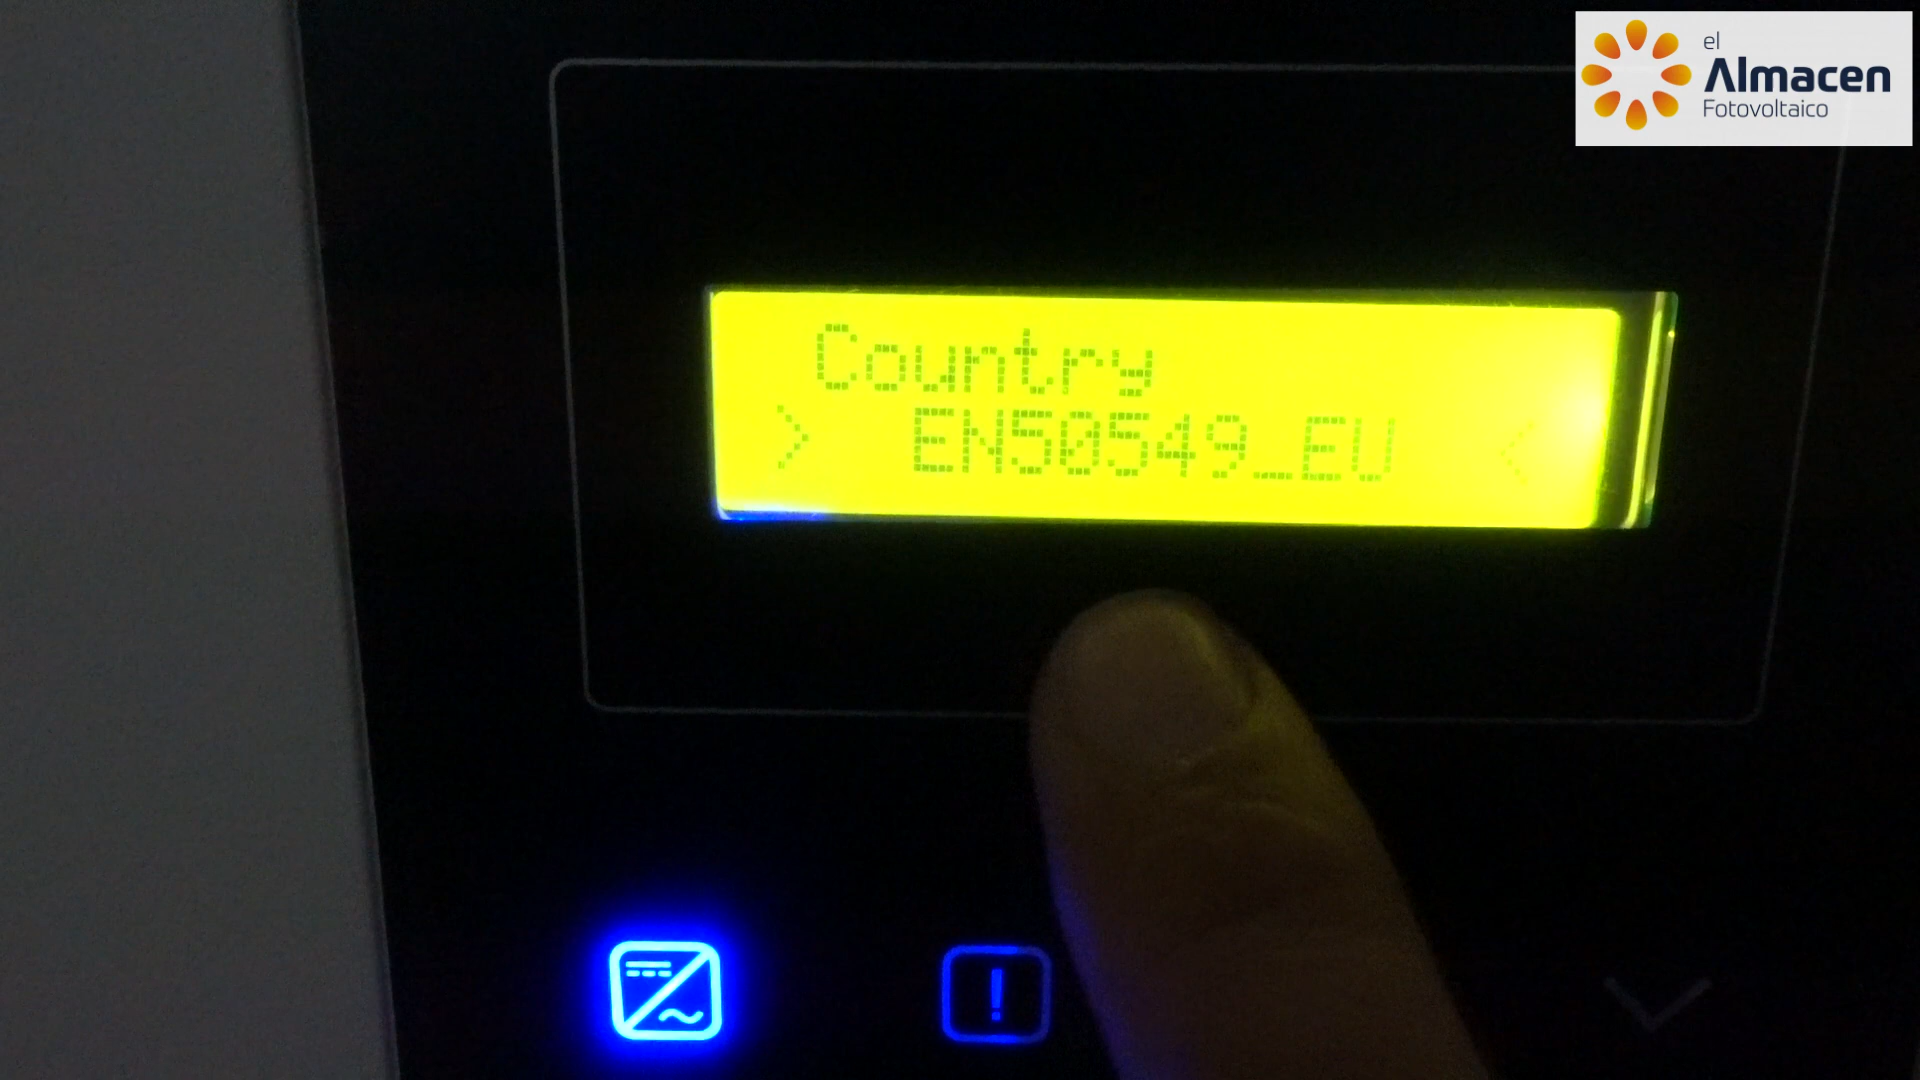 el
Almacen
Fotovoltaico
Country
> EN50549_EU <
!